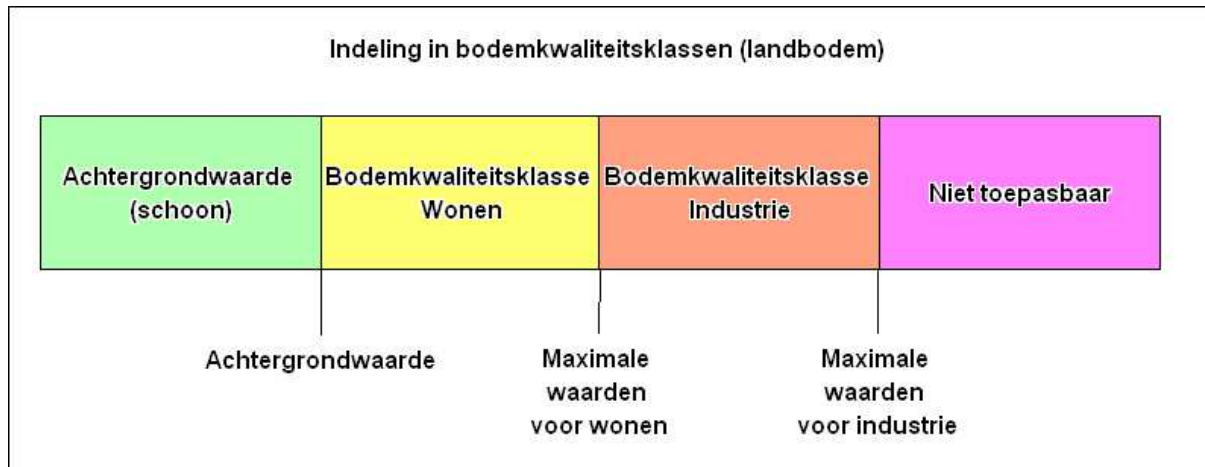 Indeling in bodemkwaliteitsklassen (landbodem)
Achtergrondwaarde
(schoon)
Bodemkwaliteitsklasse
Wonen
Bodemkwaliteitsklasse
Industrie
Niet toepasbaar
Achtergrondwaarde
Maximale
waarden
voor wonen
Maximale
waarden
voor industrie